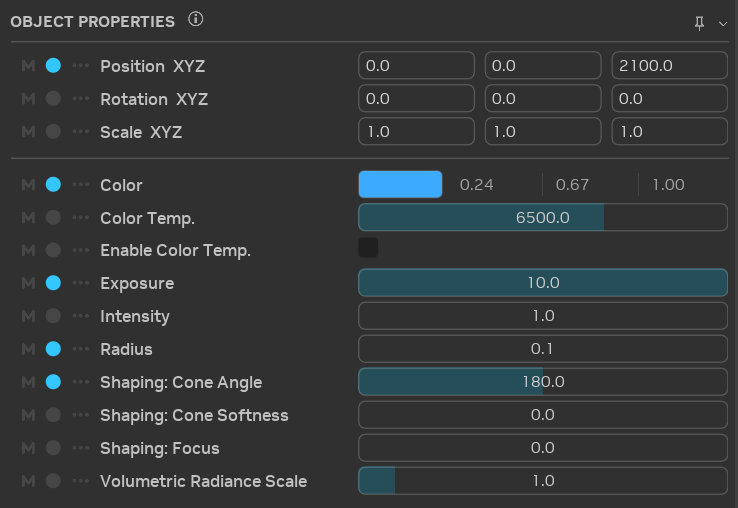 OBJECT PROPERTIES
M ... Position XYZ 0.0 0.0 2100.0
M ... Rotation XYZ 0.0 0.0 0.0
M ... Scale XYZ 1.0 1.0 1.0
M ... Color 0.24 0.67 1.00
M ... Color Temp. 6500.0
M ... Enable Color Temp.
M ... Exposure 10.0
M ... Intensity 1.0
M ... Radius 0.1
M ... Shaping: Cone Angle 180.0
M ... Shaping: Cone Softness 0.0
M ... Shaping: Focus 0.0
M ... Volumetric Radiance Scale 1.0